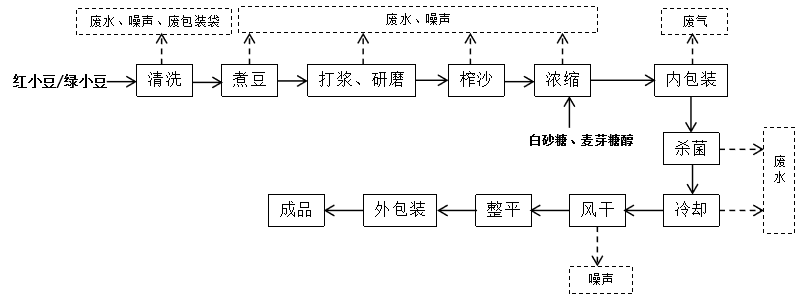 废水、噪声、废包装袋
废水、噪声
废气
红小豆/绿小豆
清洗
煮豆
打浆、研磨
榨沙
浓缩
内包装
白砂糖、麦芽糖醇
杀菌
废水
成品
外包装
整平
风干
冷却
噪声